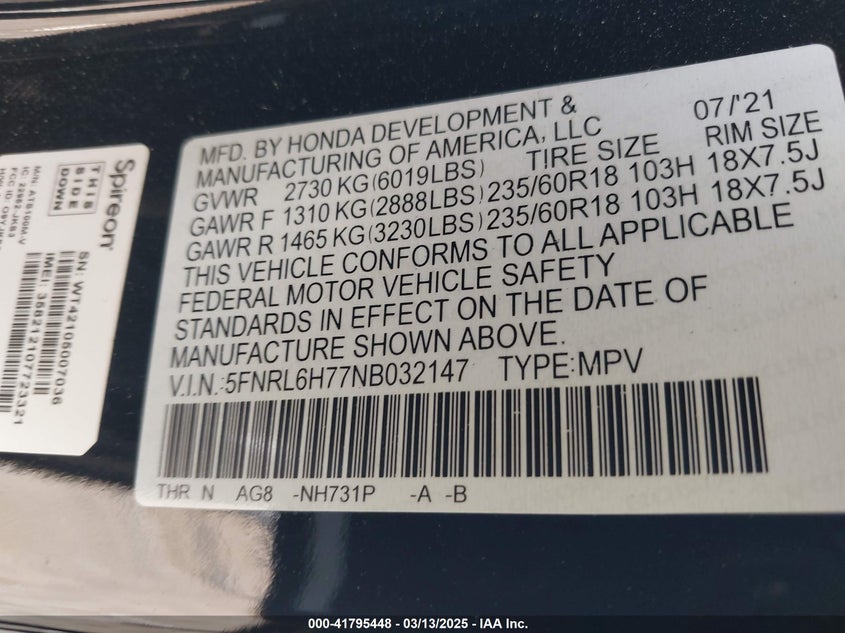 MFD. BY HONDA DEVELOPMENT & 07/'21
MANUFACTURING OF AMERICA, LLC
GVWR 2730 KG(6019LBS) TIRE SIZE RIM SIZE
GAWR F 1310 KG(2888LBS) 235/60R18 103H 18X7.5J
GAWR R 1465 KG(3230LBS) 235/60R18 103H 18X7.5J
THIS VEHICLE CONFORMS TO ALL APPLICABLE
FEDERAL MOTOR VEHICLE SAFETY
STANDARDS IN EFFECT ON THE DATE OF
MANUFACTURE SHOWN ABOVE.
V.I.N.:5FNRL6H77NB032147 TYPE:MPV
THR N AG8 -NH731P -A -B
Spireon
THIS
SIDE
DOWN
SN: WT42106007036
IMEI: 358212107723321
000-41795448 - 03/13/2025 - IAA Inc.